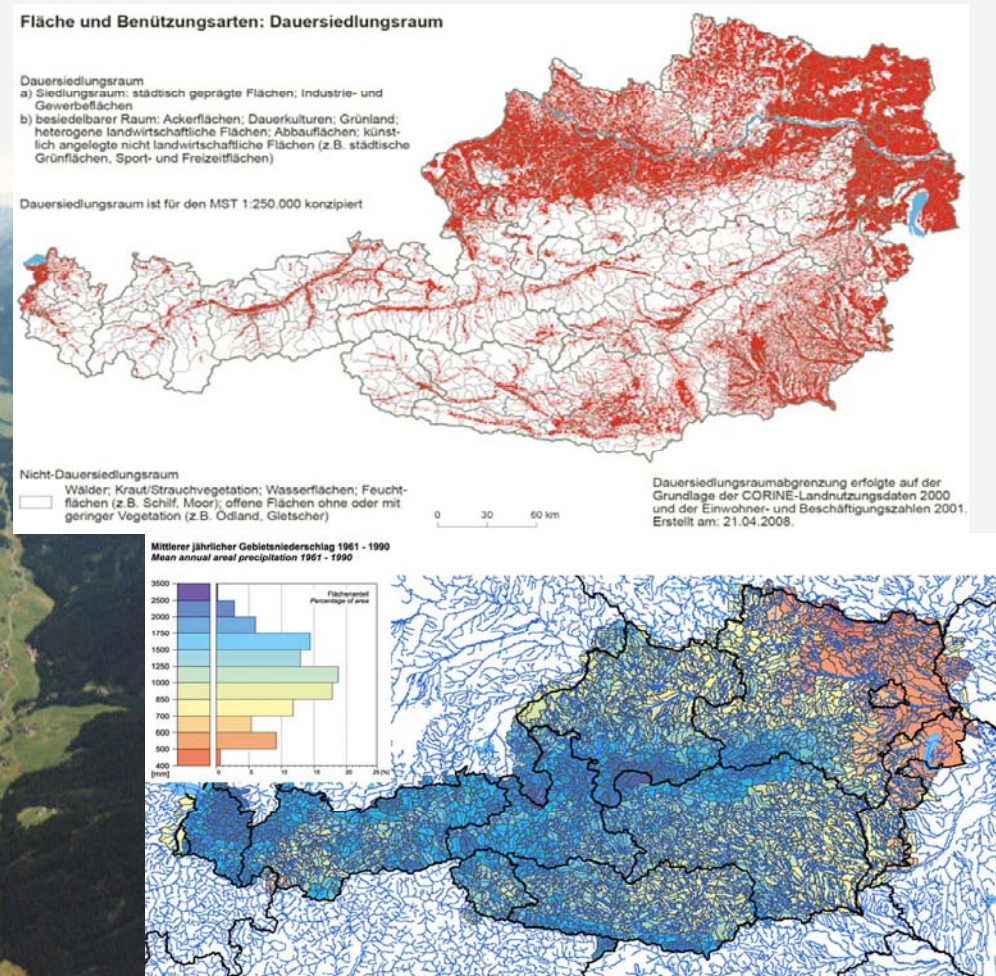 Fläche und Benützungsarten: Dauersiedlungsraum
Dauersiedlungsraum
a) Siedlungsraum: städtisch geprägte Flächen; Industrie- und
Gewerbeflächen
b) besiedelbarer Raum: Ackerflächen; Dauerkulturen; Grünland;
heterogene landwirtschaftliche Flächen; Abbauflächen; künst-
lich angelegte nicht landwirtschaftliche Flächen (z.B. städtische
Grünflächen, Sport- und Freizeitflächen)
Dauersiedlungsraum ist für den MST 1:250.000 konzipiert
Nicht-Dauersiedlungsraum
Wälder; Kraut/Strauchvegetation; Wasserflächen; Feucht-
flächen (z.B. Schilf, Moor); offene Flächen ohne oder mit
geringer Vegetation (z.B. Ödland, Gletscher)
0 30 60 km
Dauersiedlungsraumabgrenzung erfolgte auf der
Grundlage der CORINE-Landnutzungsdaten 2000
und der Einwohner- und Beschäftigungszahlen 2001.
Erstellt am: 21.04.2008.
Mittlerer jährlicher Gebietsniederschlag 1961 - 1990
Mean annual areal precipitation 1961 - 1990
Flächenanteil
Percentage of area
3500
2500
2000
1750
1500
1250
1000
850
700
600
500
400
[mm]
0 5 10 15 20 25 [%]